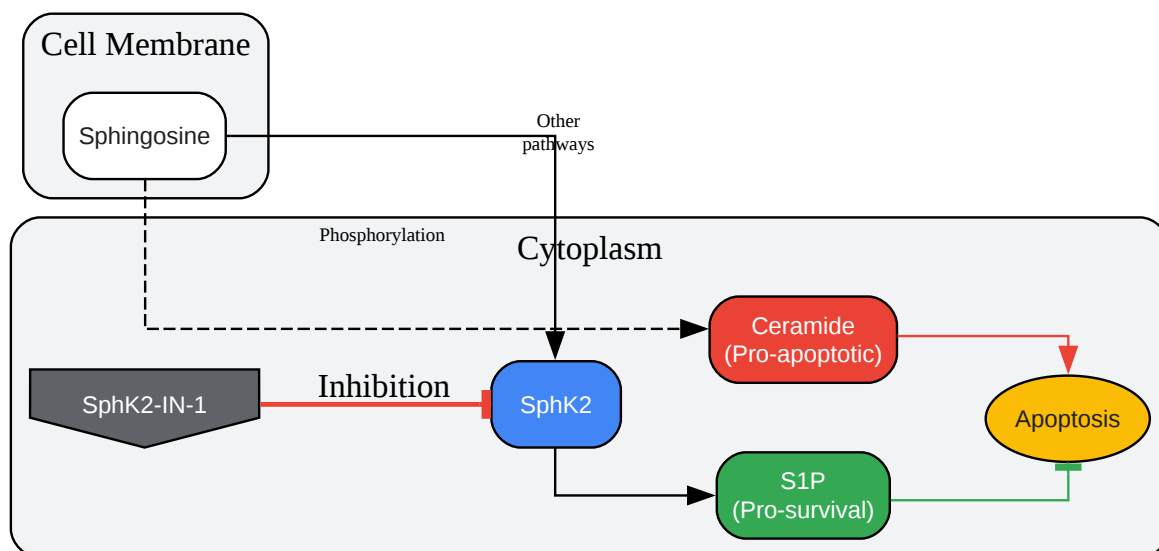 Cell Membrane
Sphingosine
Other
pathways
Phosphorylation
Cytoplasm
Ceramide
(Pro-apoptotic)
Inhibition
SphK2-IN-1
SphK2
Apoptosis
S1P
(Pro-survival)